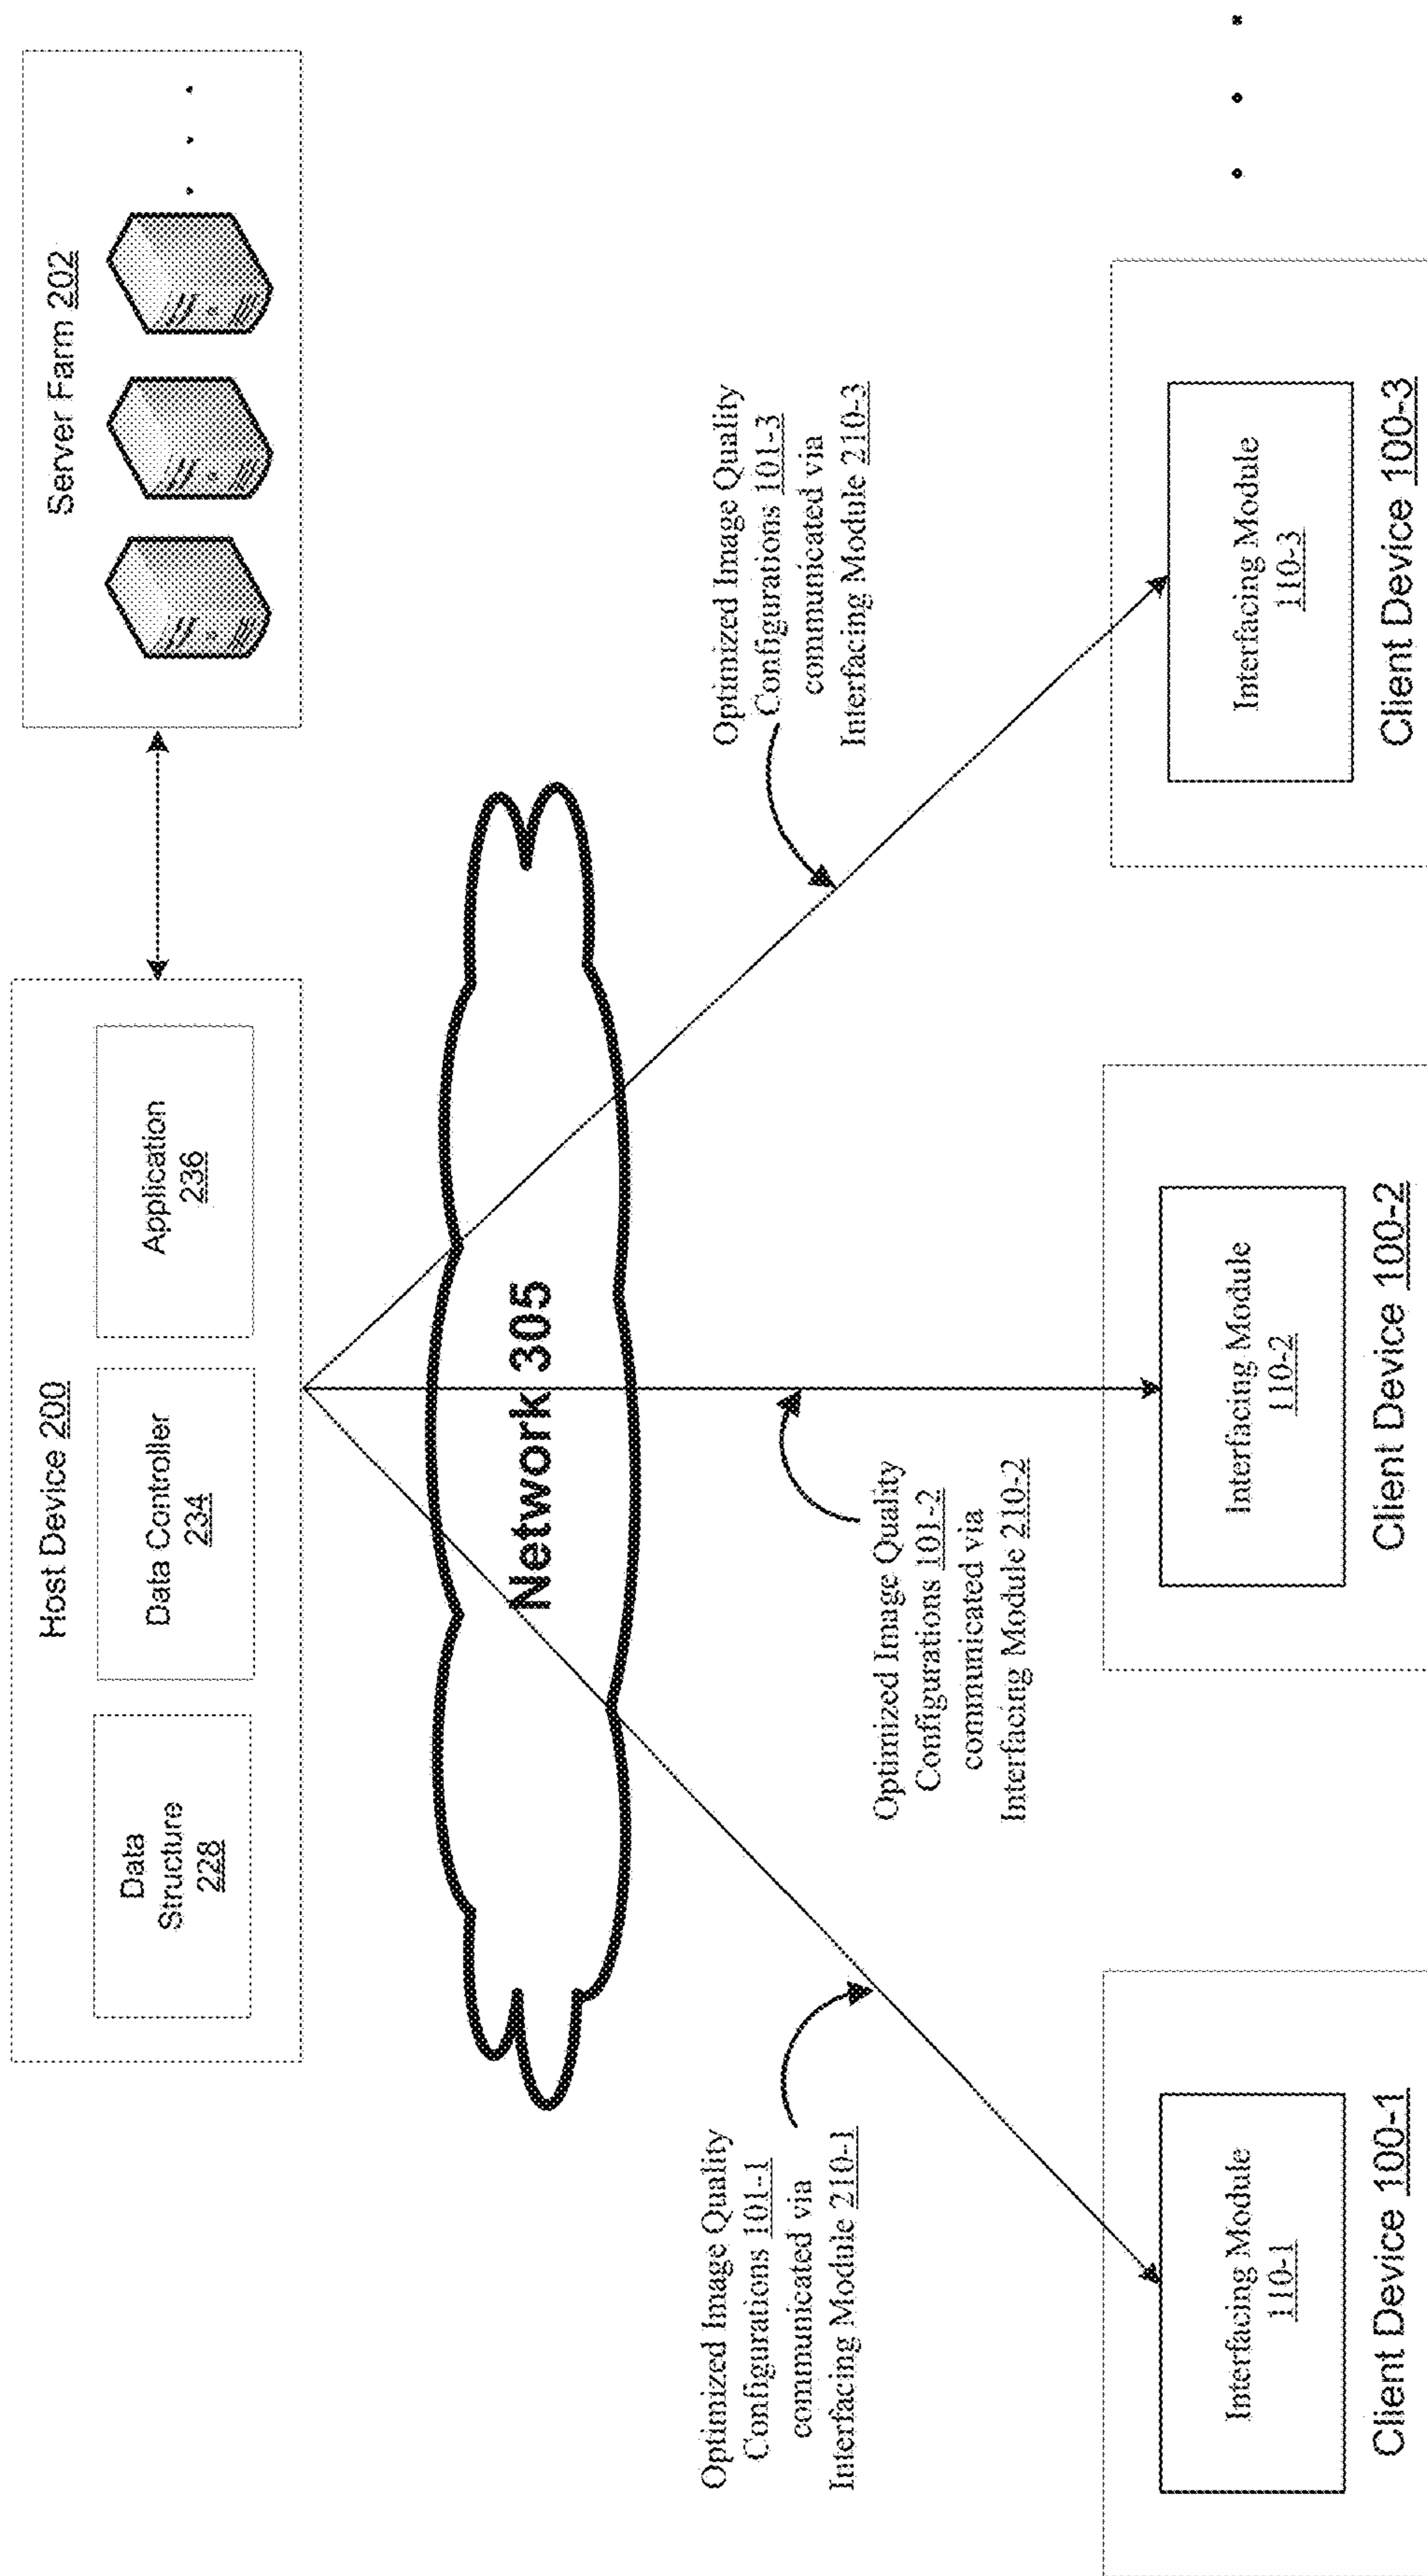 Host Device 200
Data
Structure
228
Data Controller
234
Application
236
Server Farm 202
Network 305
Optimized Image Quality
Configurations 101-1
communicated via
Interfacing Module 210-1
Optimized Image Quality
Configurations 101-2
communicated via
Interfacing Module 210-2
Optimized Image Quality
Configurations 101-3
communicated via
Interfacing Module 210-3
Interfacing Module
110-1
Client Device 100-1
Interfacing Module
110-2
Client Device 100-2
Interfacing Module
110-3
Client Device 100-3